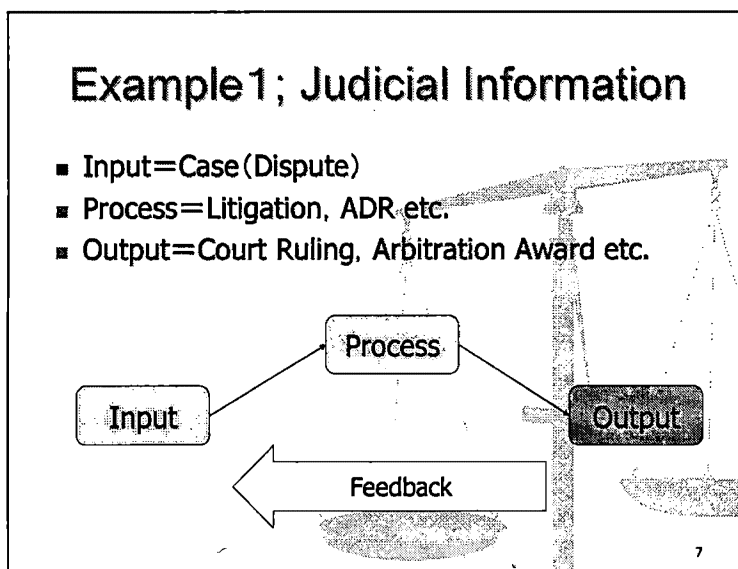 Example1; Judicial Information
■ Input＝Case(Dispute)
■ Process＝Litigation, ADR etc.
■ Output＝Court Ruling, Arbitration Award etc.
Process
Input
Output
Feedback
7